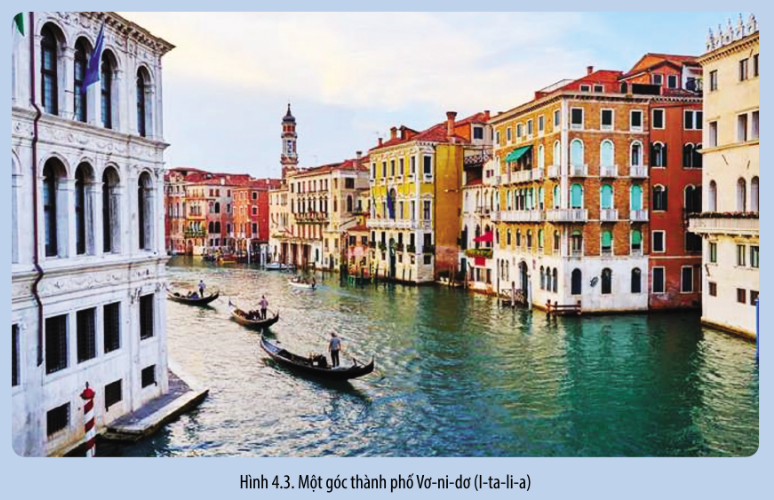 Hình 4.3. Một góc thành phố Vơ-ni-dơ (I-ta-li-a)